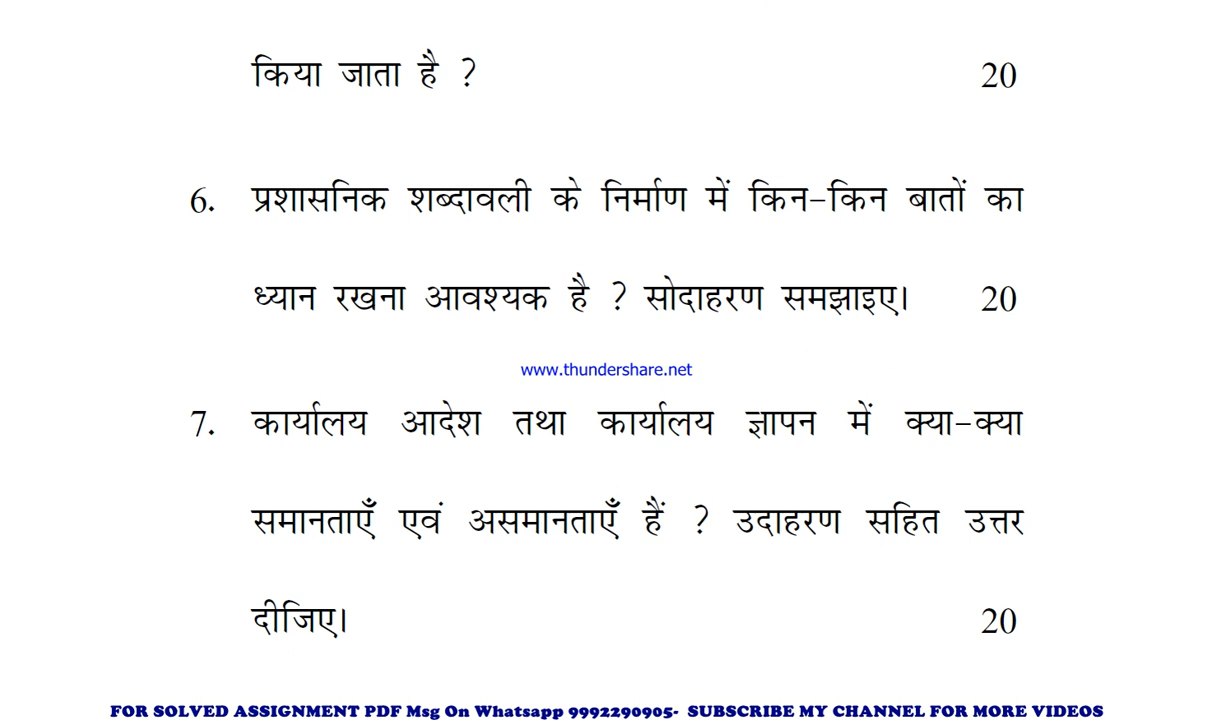 किया जाता है ? 20
6. प्रशासनिक शब्दावली के निर्माण में किन-किन बातों का
ध्यान रखना आवश्यक है ? सोदाहरण समझाइए। 20
www.thundershare.net
7. कार्यालय आदेश तथा कार्यालय ज्ञापन में क्या-क्या
समानताएँ एवं असमानताएँ हैं ? उदाहरण सहित उत्तर
दीजिए। 20
FOR SOLVED ASSIGNMENT PDF Msg On Whatsapp 9992290905- SUBSCRIBE MY CHANNEL FOR MORE VIDEOS